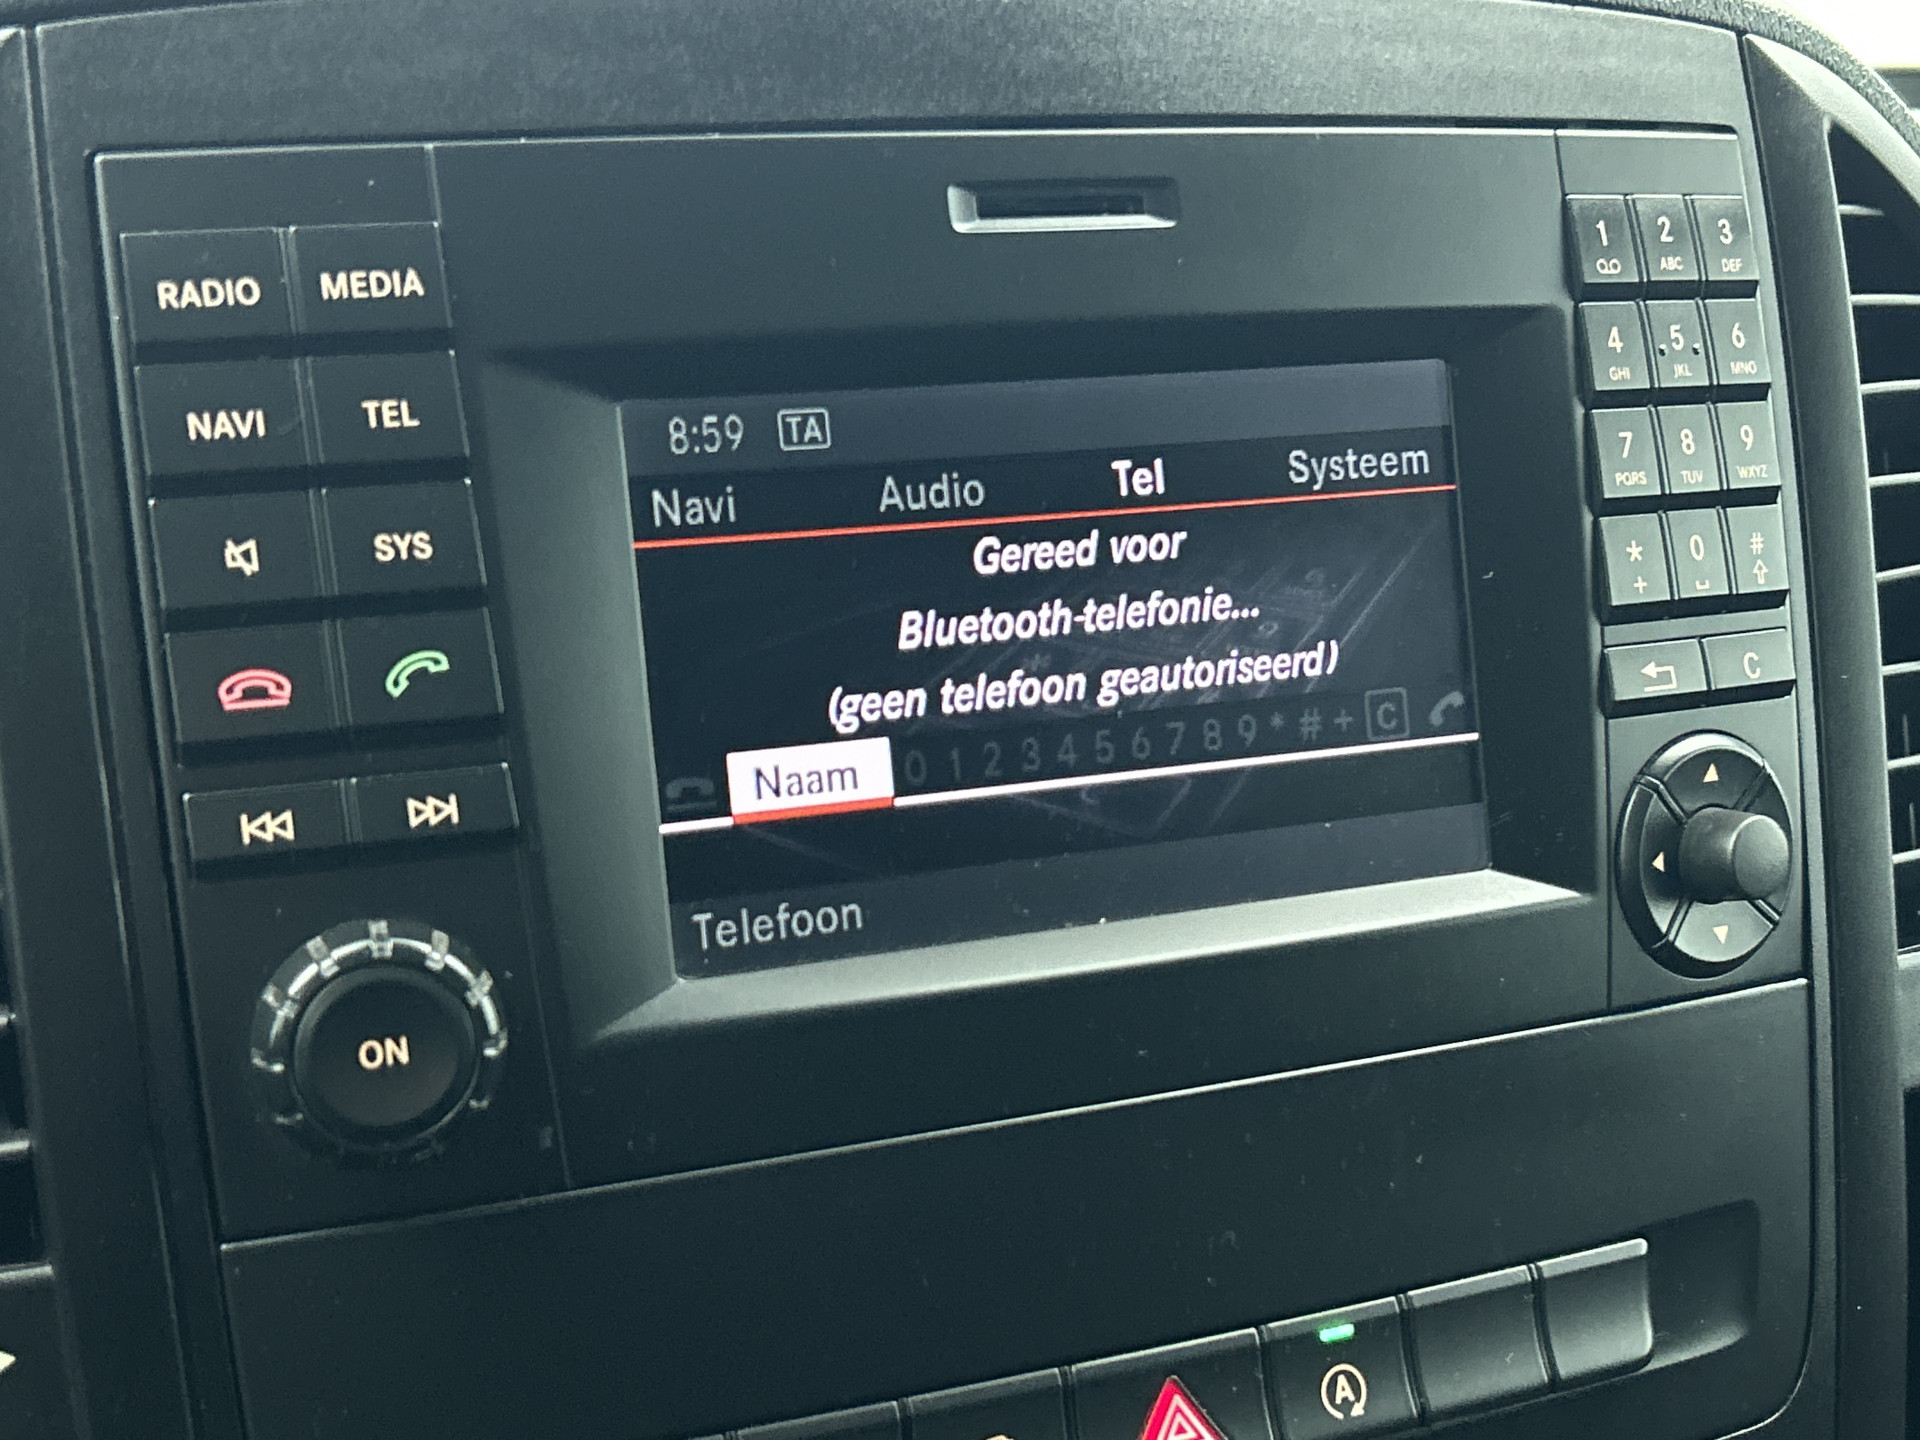 RADIO MEDIA
NAVI TEL
SYS
ON
8:59 TA
Navi Audio Tel Systeem
Gereed voor
Bluetooth-telefonie...
(geen telefoon geautoriseerd)
Naam 0 1 2 3 4 5 6 7 8 9 * # + C
Telefoon
1 2 3
ABC DEF
4 5 6
GHI JKL MNO
7 8 9
PQRS TUV WXYZ
* 0 #
+
C
A